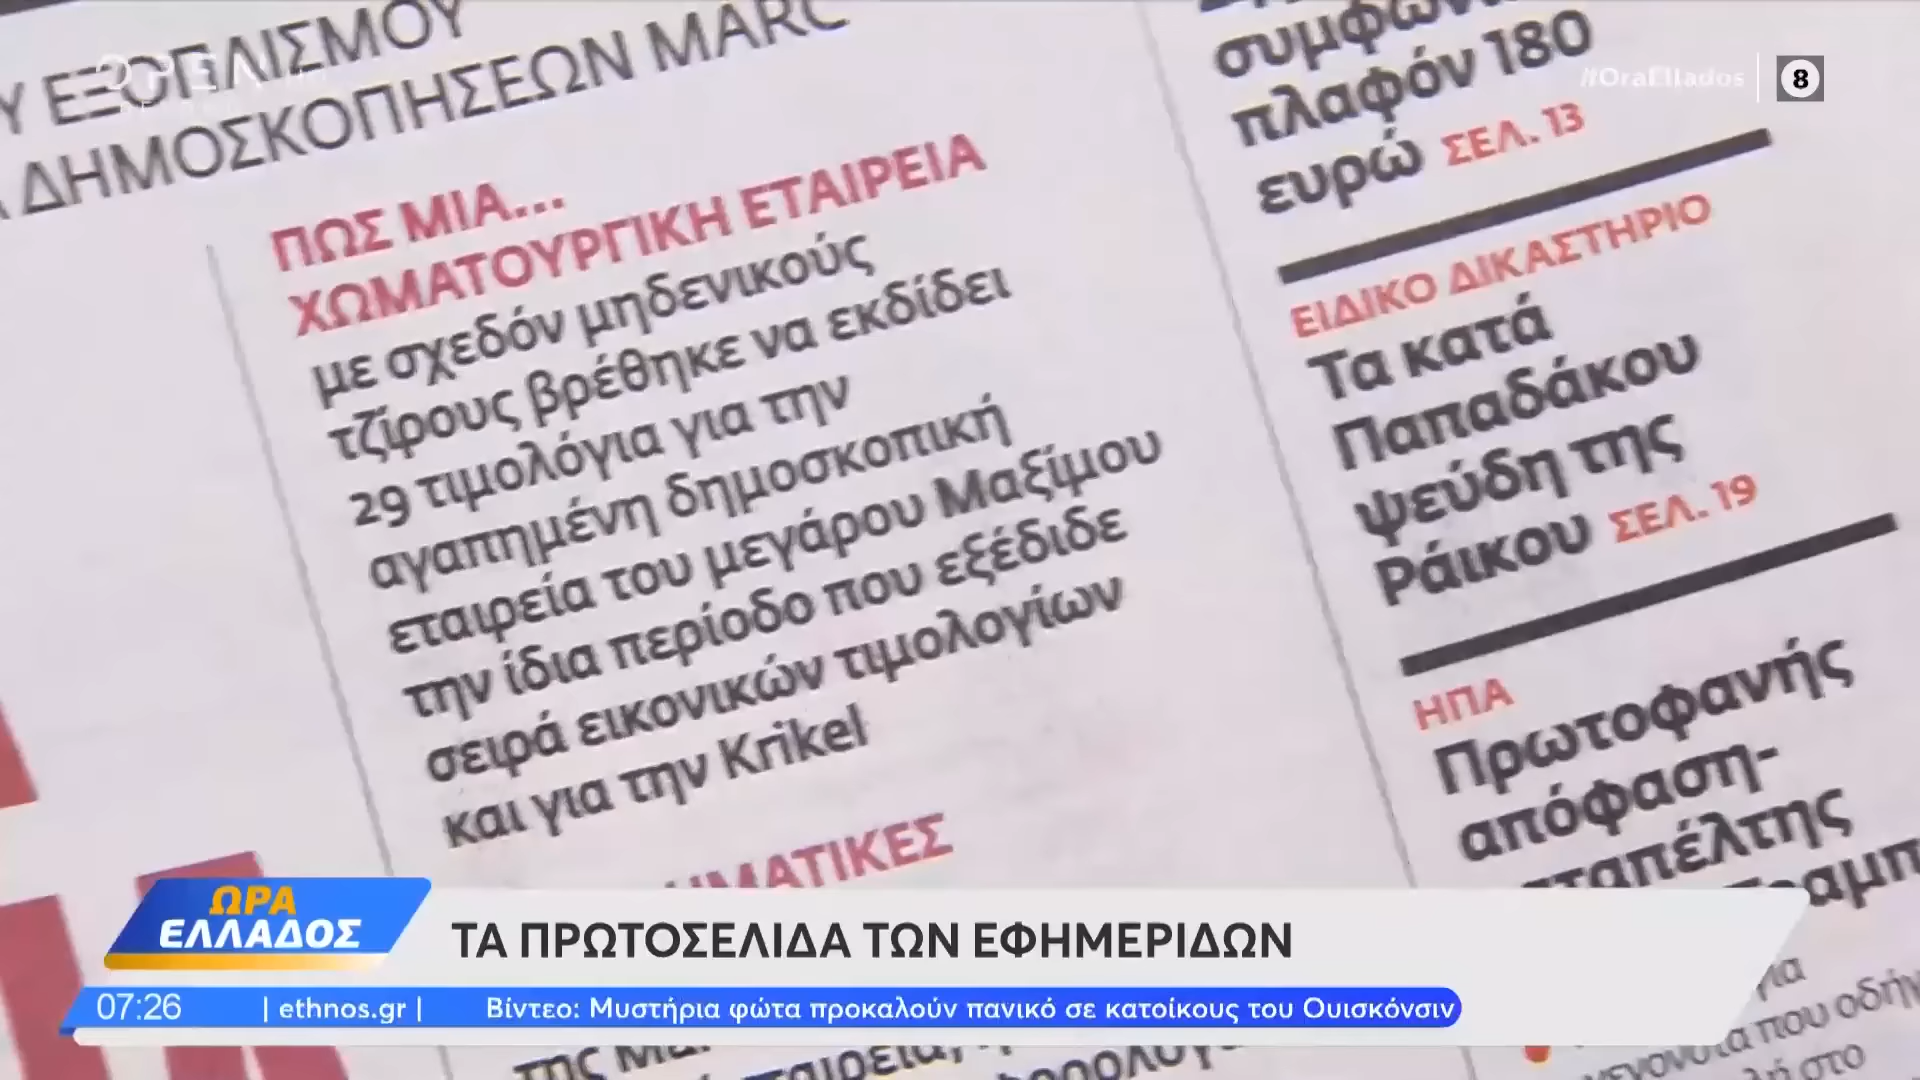 Υ ΕΞΟΠΛΙΣΜΟΥ
ΔΗΜΟΣΚΟΠΗΣΕΩΝ MARC
ΠΩΣ ΜΙΑ...
ΧΩΜΑΤΟΥΡΓΙΚΗ ΕΤΑΙΡΕΙΑ
με σχεδόν μηδενικούς
τζίρους βρέθηκε να εκδίδει
29 τιμολόγια για την
αγαπημένη δημοσκοπική
εταιρεία του μεγάρου Μαξίμου
την ίδια περίοδο που εξέδιδε
σειρά εικονικών τιμολογίων
και για την Krikel
ΜΑΤΙΚΕΣ
πλαφόν 180
ευρώ ΣΕΛ. 13
ΕΙΔΙΚΟ ΔΙΚΑΣΤΗΡΙΟ
Τα κατά
Παπαδάκου
ψεύδη της
Ράικου ΣΕΛ. 19
ΗΠΑ
Πρωτοφανής
απόφαση-
OPEN
#OraEllados
8
ΩΡΑ
ΕΛΛΑΔΟΣ
ΤΑ ΠΡΩΤΟΣΕΛΙΔΑ ΤΩΝ ΕΦΗΜΕΡΙΔΩΝ
07:26 | ethnos.gr | Βίντεο: Μυστήρια φώτα προκαλούν πανικό σε κατοίκους του Ουισκόνσιν